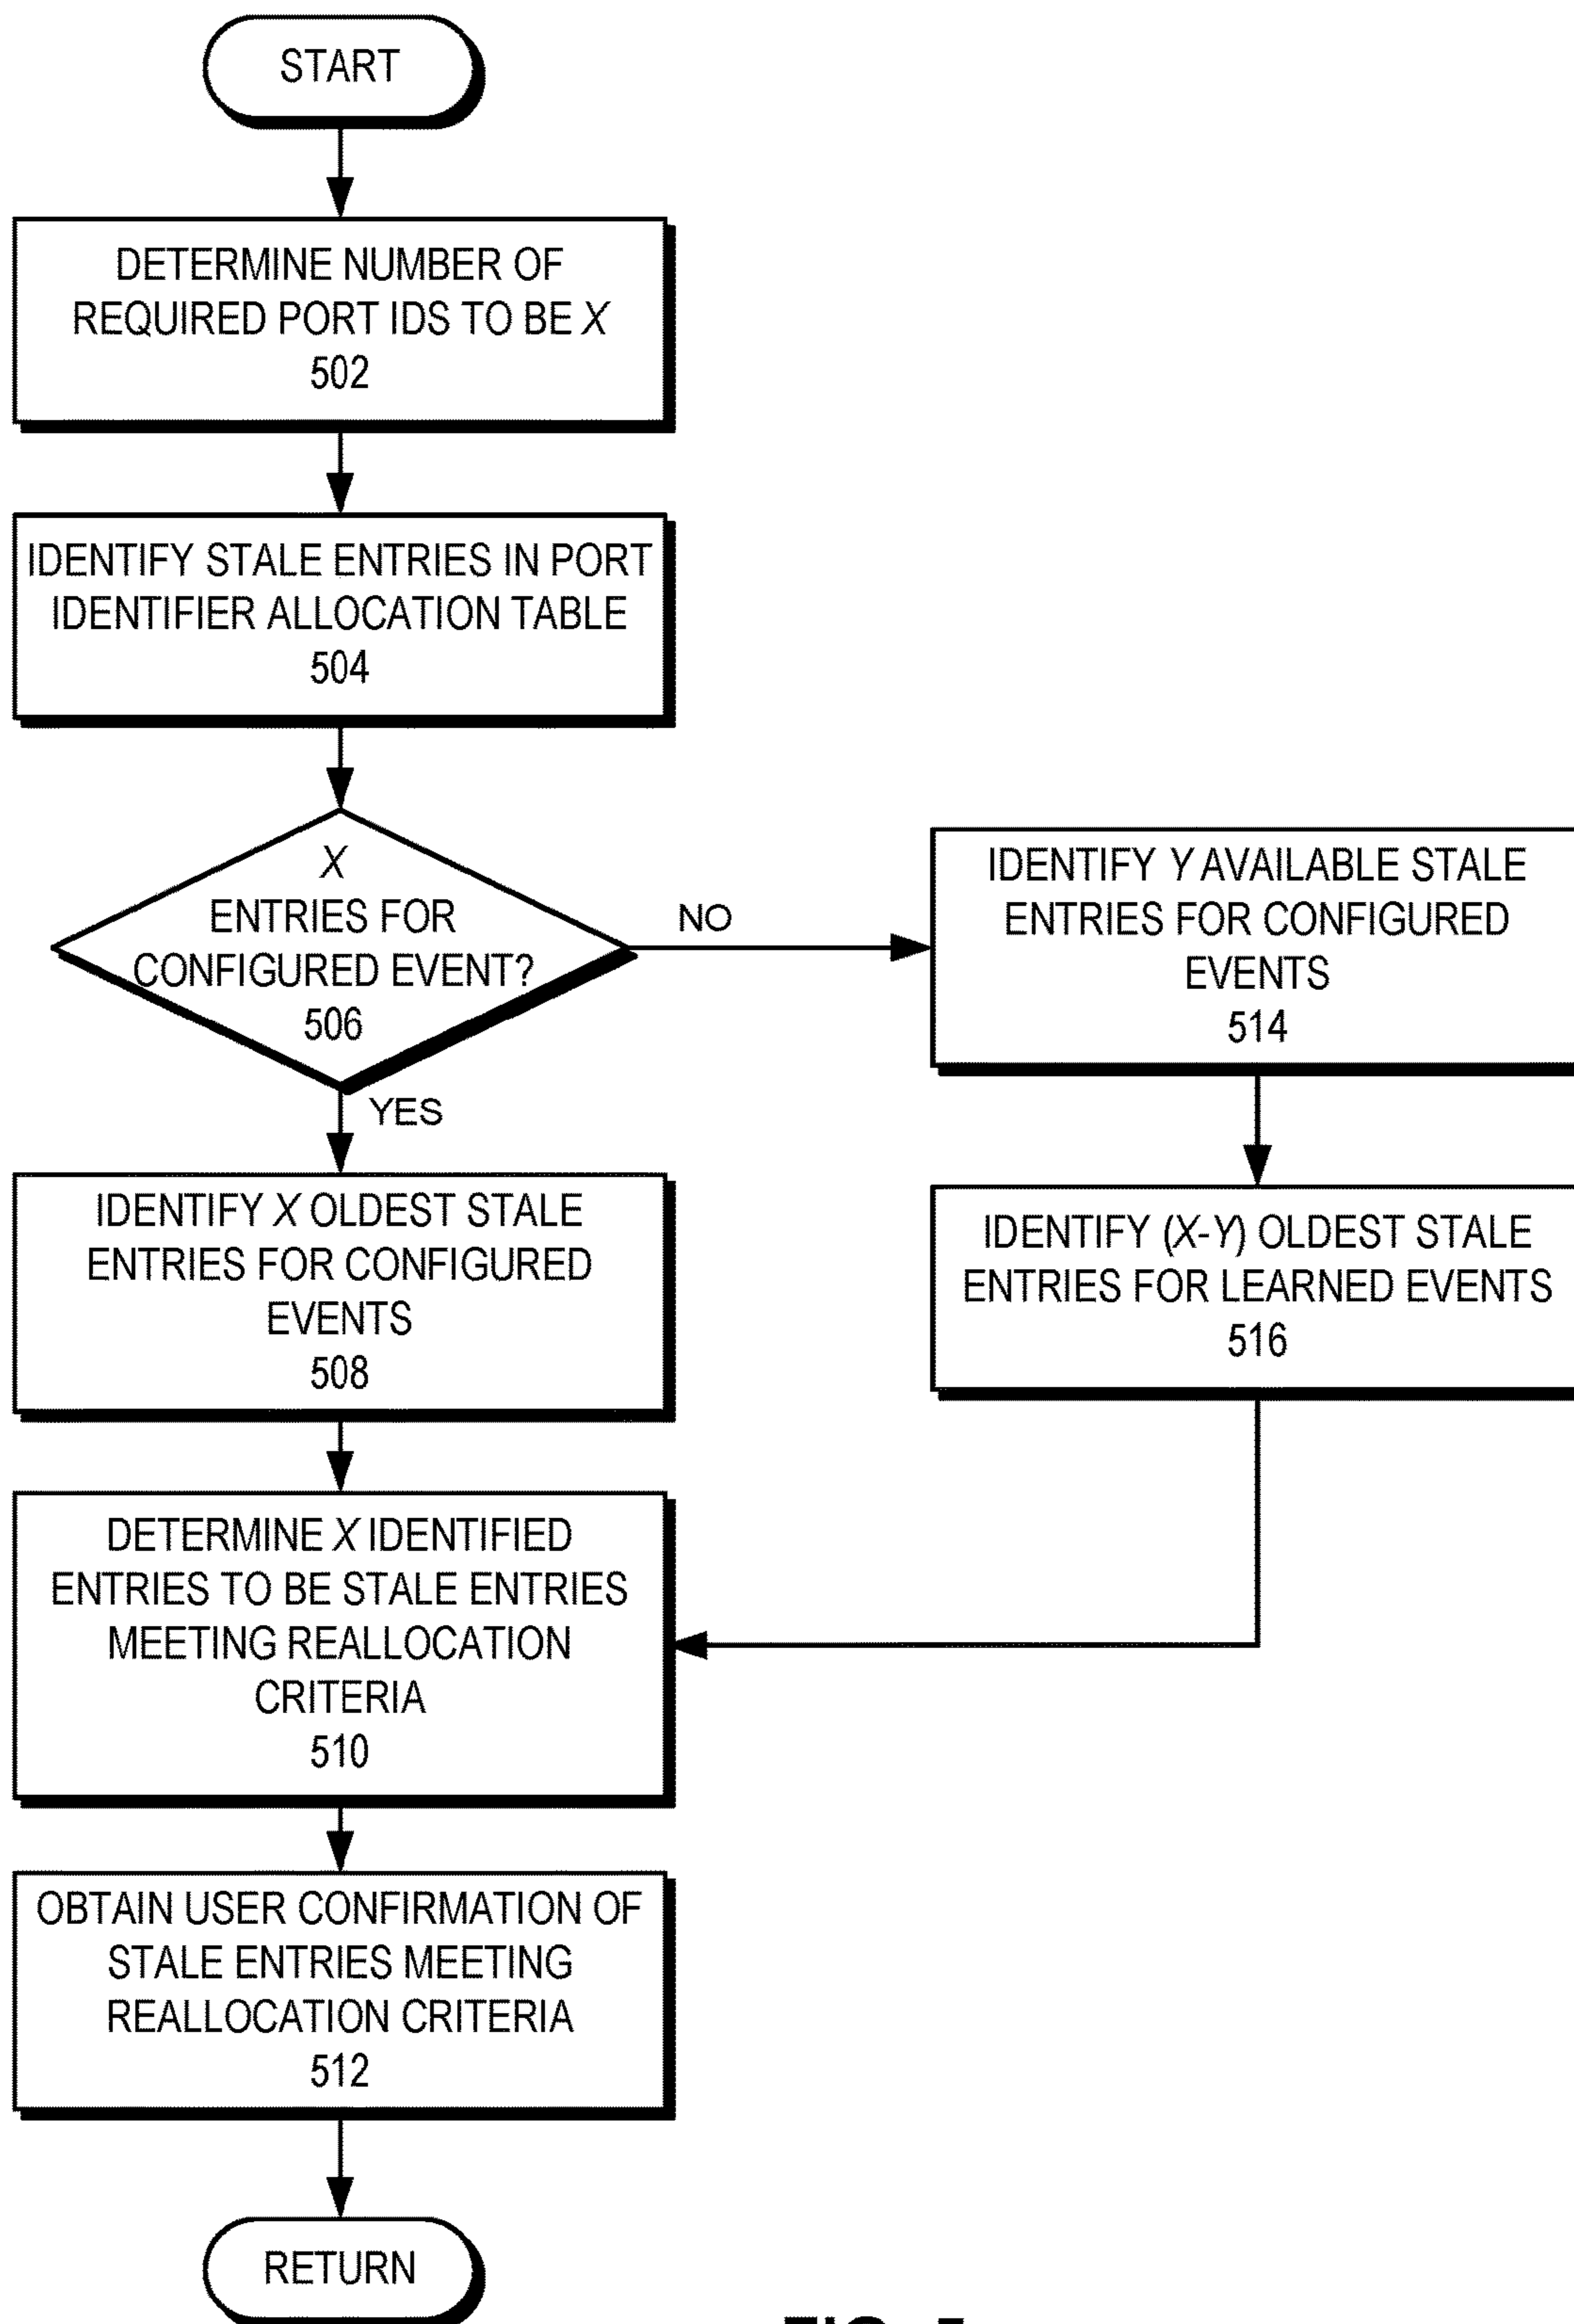 START
DETERMINE NUMBER OF
REQUIRED PORT IDS TO BE X
502
IDENTIFY STALE ENTRIES IN PORT
IDENTIFIER ALLOCATION TABLE
504
X
ENTRIES FOR
CONFIGURED EVENT?
506
NO
YES
IDENTIFY Y AVAILABLE STALE
ENTRIES FOR CONFIGURED
EVENTS
514
IDENTIFY (X-Y) OLDEST STALE
ENTRIES FOR LEARNED EVENTS
516
IDENTIFY X OLDEST STALE
ENTRIES FOR CONFIGURED
EVENTS
508
DETERMINE X IDENTIFIED
ENTRIES TO BE STALE ENTRIES
MEETING REALLOCATION
CRITERIA
510
OBTAIN USER CONFIRMATION OF
STALE ENTRIES MEETING
REALLOCATION CRITERIA
512
RETURN